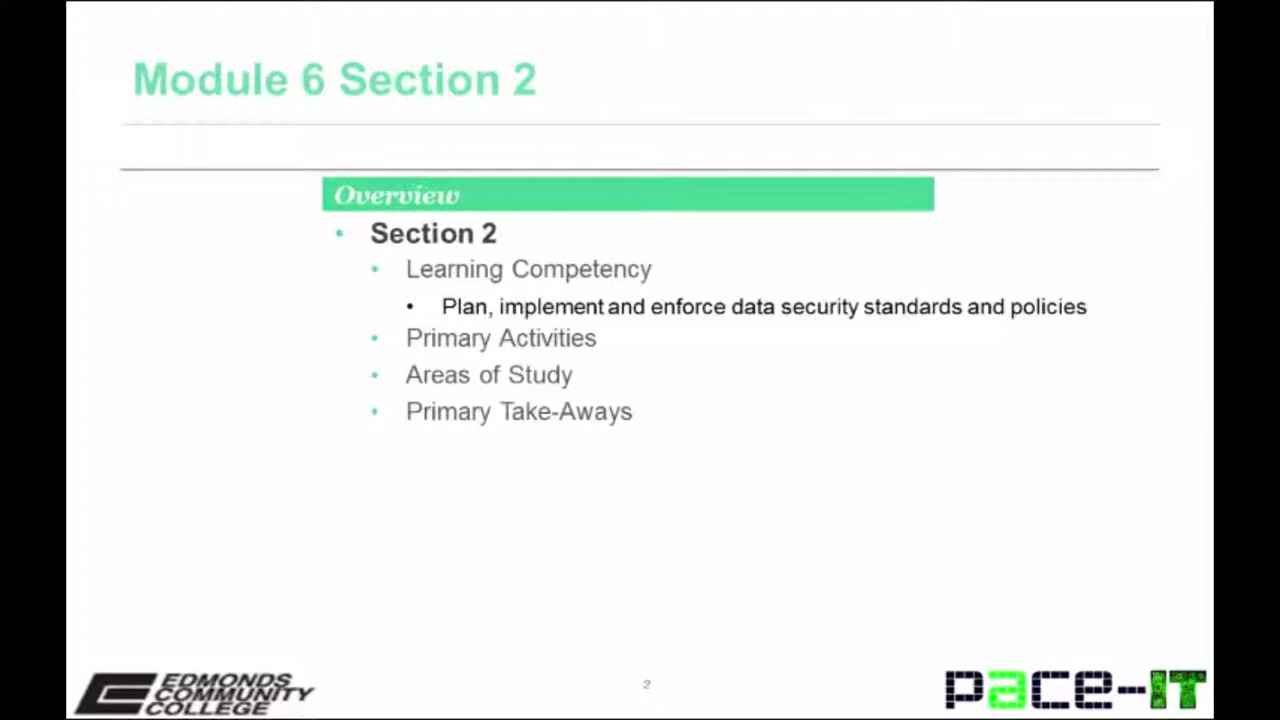 Module 6 Section 2
Overview
• Section 2
• Learning Competency
• Plan, implement and enforce data security standards and policies
• Primary Activities
• Areas of Study
• Primary Take-Aways
EDMONDS
COMMUNITY
COLLEGE
2
pace-IT